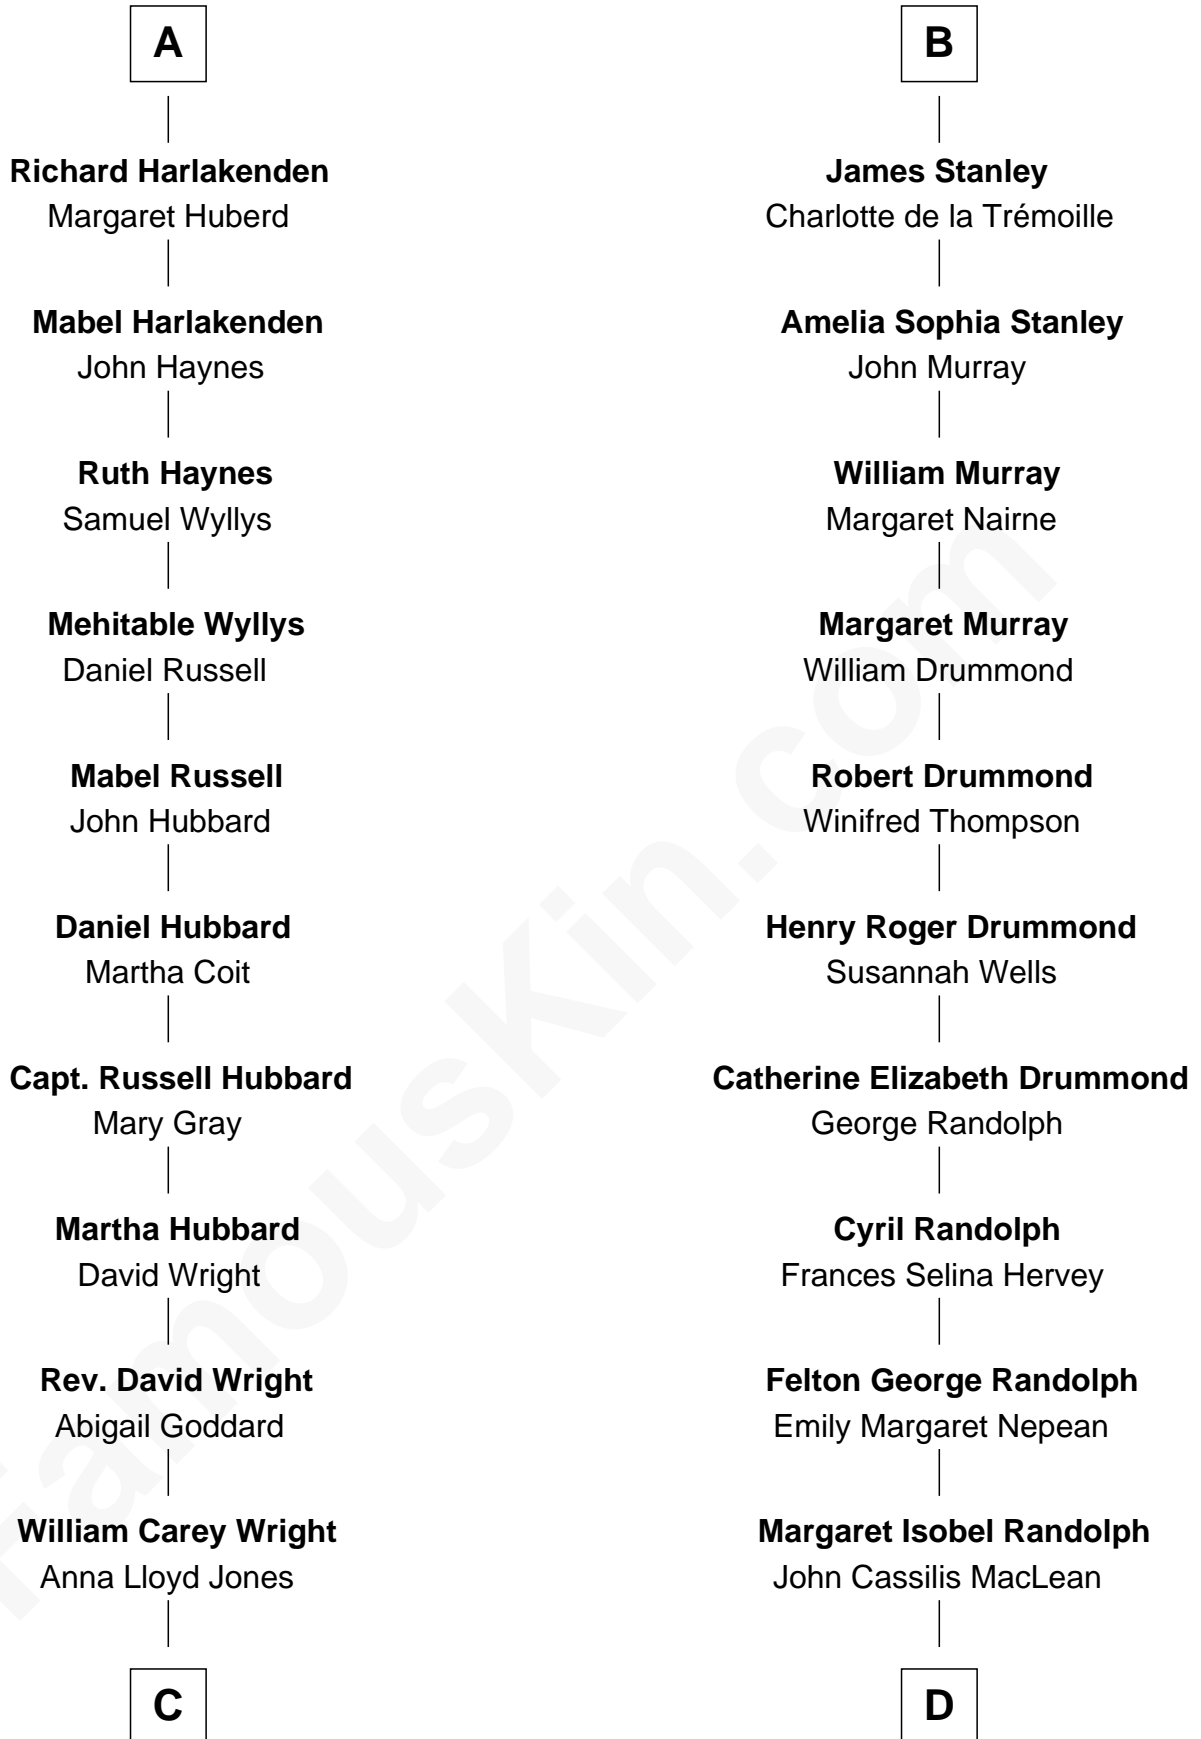 A
Richard Harlakenden
Margaret Huberd
Mabel Harlakenden
John Haynes
Ruth Haynes
Samuel Wyllys
Mehitable Wyllys
Daniel Russell
Mabel Russell
John Hubbard
Daniel Hubbard
Martha Coit
Capt. Russell Hubbard
Mary Gray
Martha Hubbard
David Wright
Rev. David Wright
Abigail Goddard
William Carey Wright
Anna Lloyd Jones
C
B
James Stanley
Charlotte de la Trémoille
Amelia Sophia Stanley
John Murray
William Murray
Margaret Nairne
Margaret Murray
William Drummond
Robert Drummond
Winifred Thompson
Henry Roger Drummond
Susannah Wells
Catherine Elizabeth Drummond
George Randolph
Cyril Randolph
Frances Selina Hervey
Felton George Randolph
Emily Margaret Nepean
Margaret Isobel Randolph
John Cassilis MacLean
D
FamousKin.com